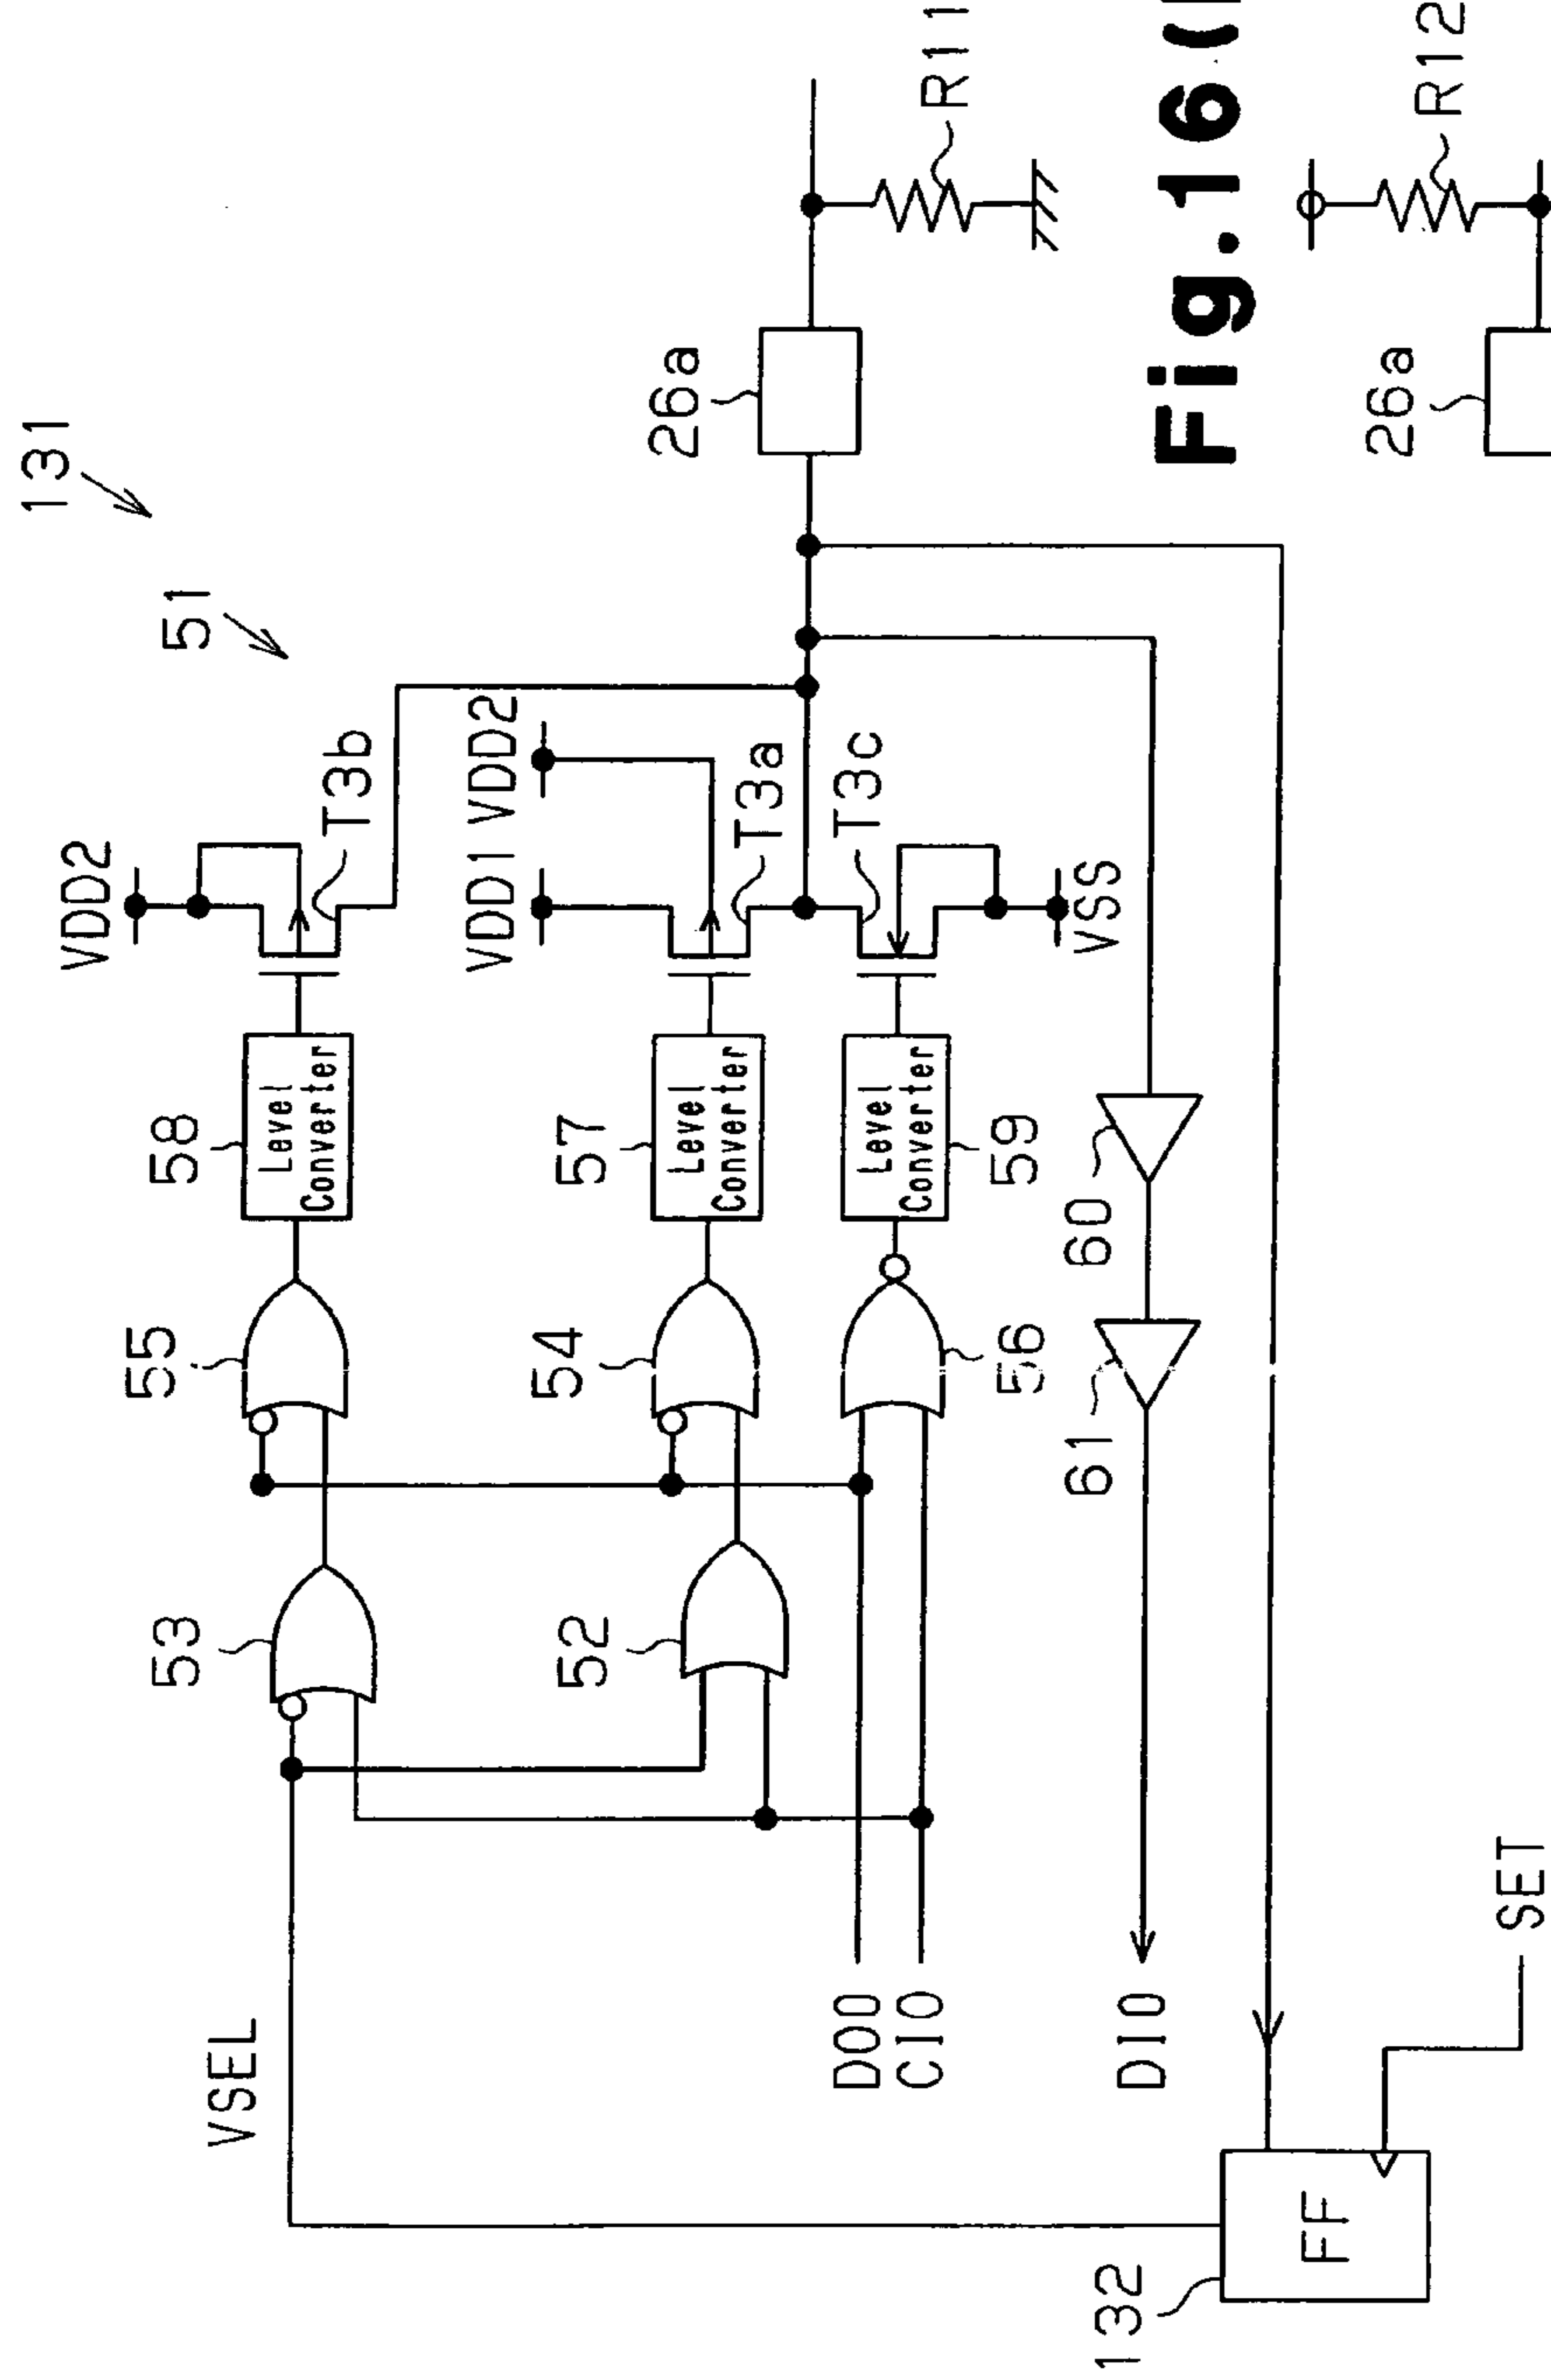 131
51
VDD2
T3b
58
Level
Converter
55
53
VSEL
VDD1
VDD2
T3a
57
Level
Converter
54
52
26a
R11
T3c
VSS
Level
Converter
59
56
DO0
CI0
60
61
DI0
132
FF
SET
Fig.16(
26a
R12